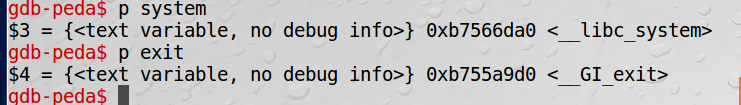 gdb-peda$ p system
$3 = {<text variable, no debug info>} 0xb7566da0 <__libc_system>
gdb-peda$ p exit
$4 = {<text variable, no debug info>} 0xb755a9d0 <__GI_exit>
gdb-peda$